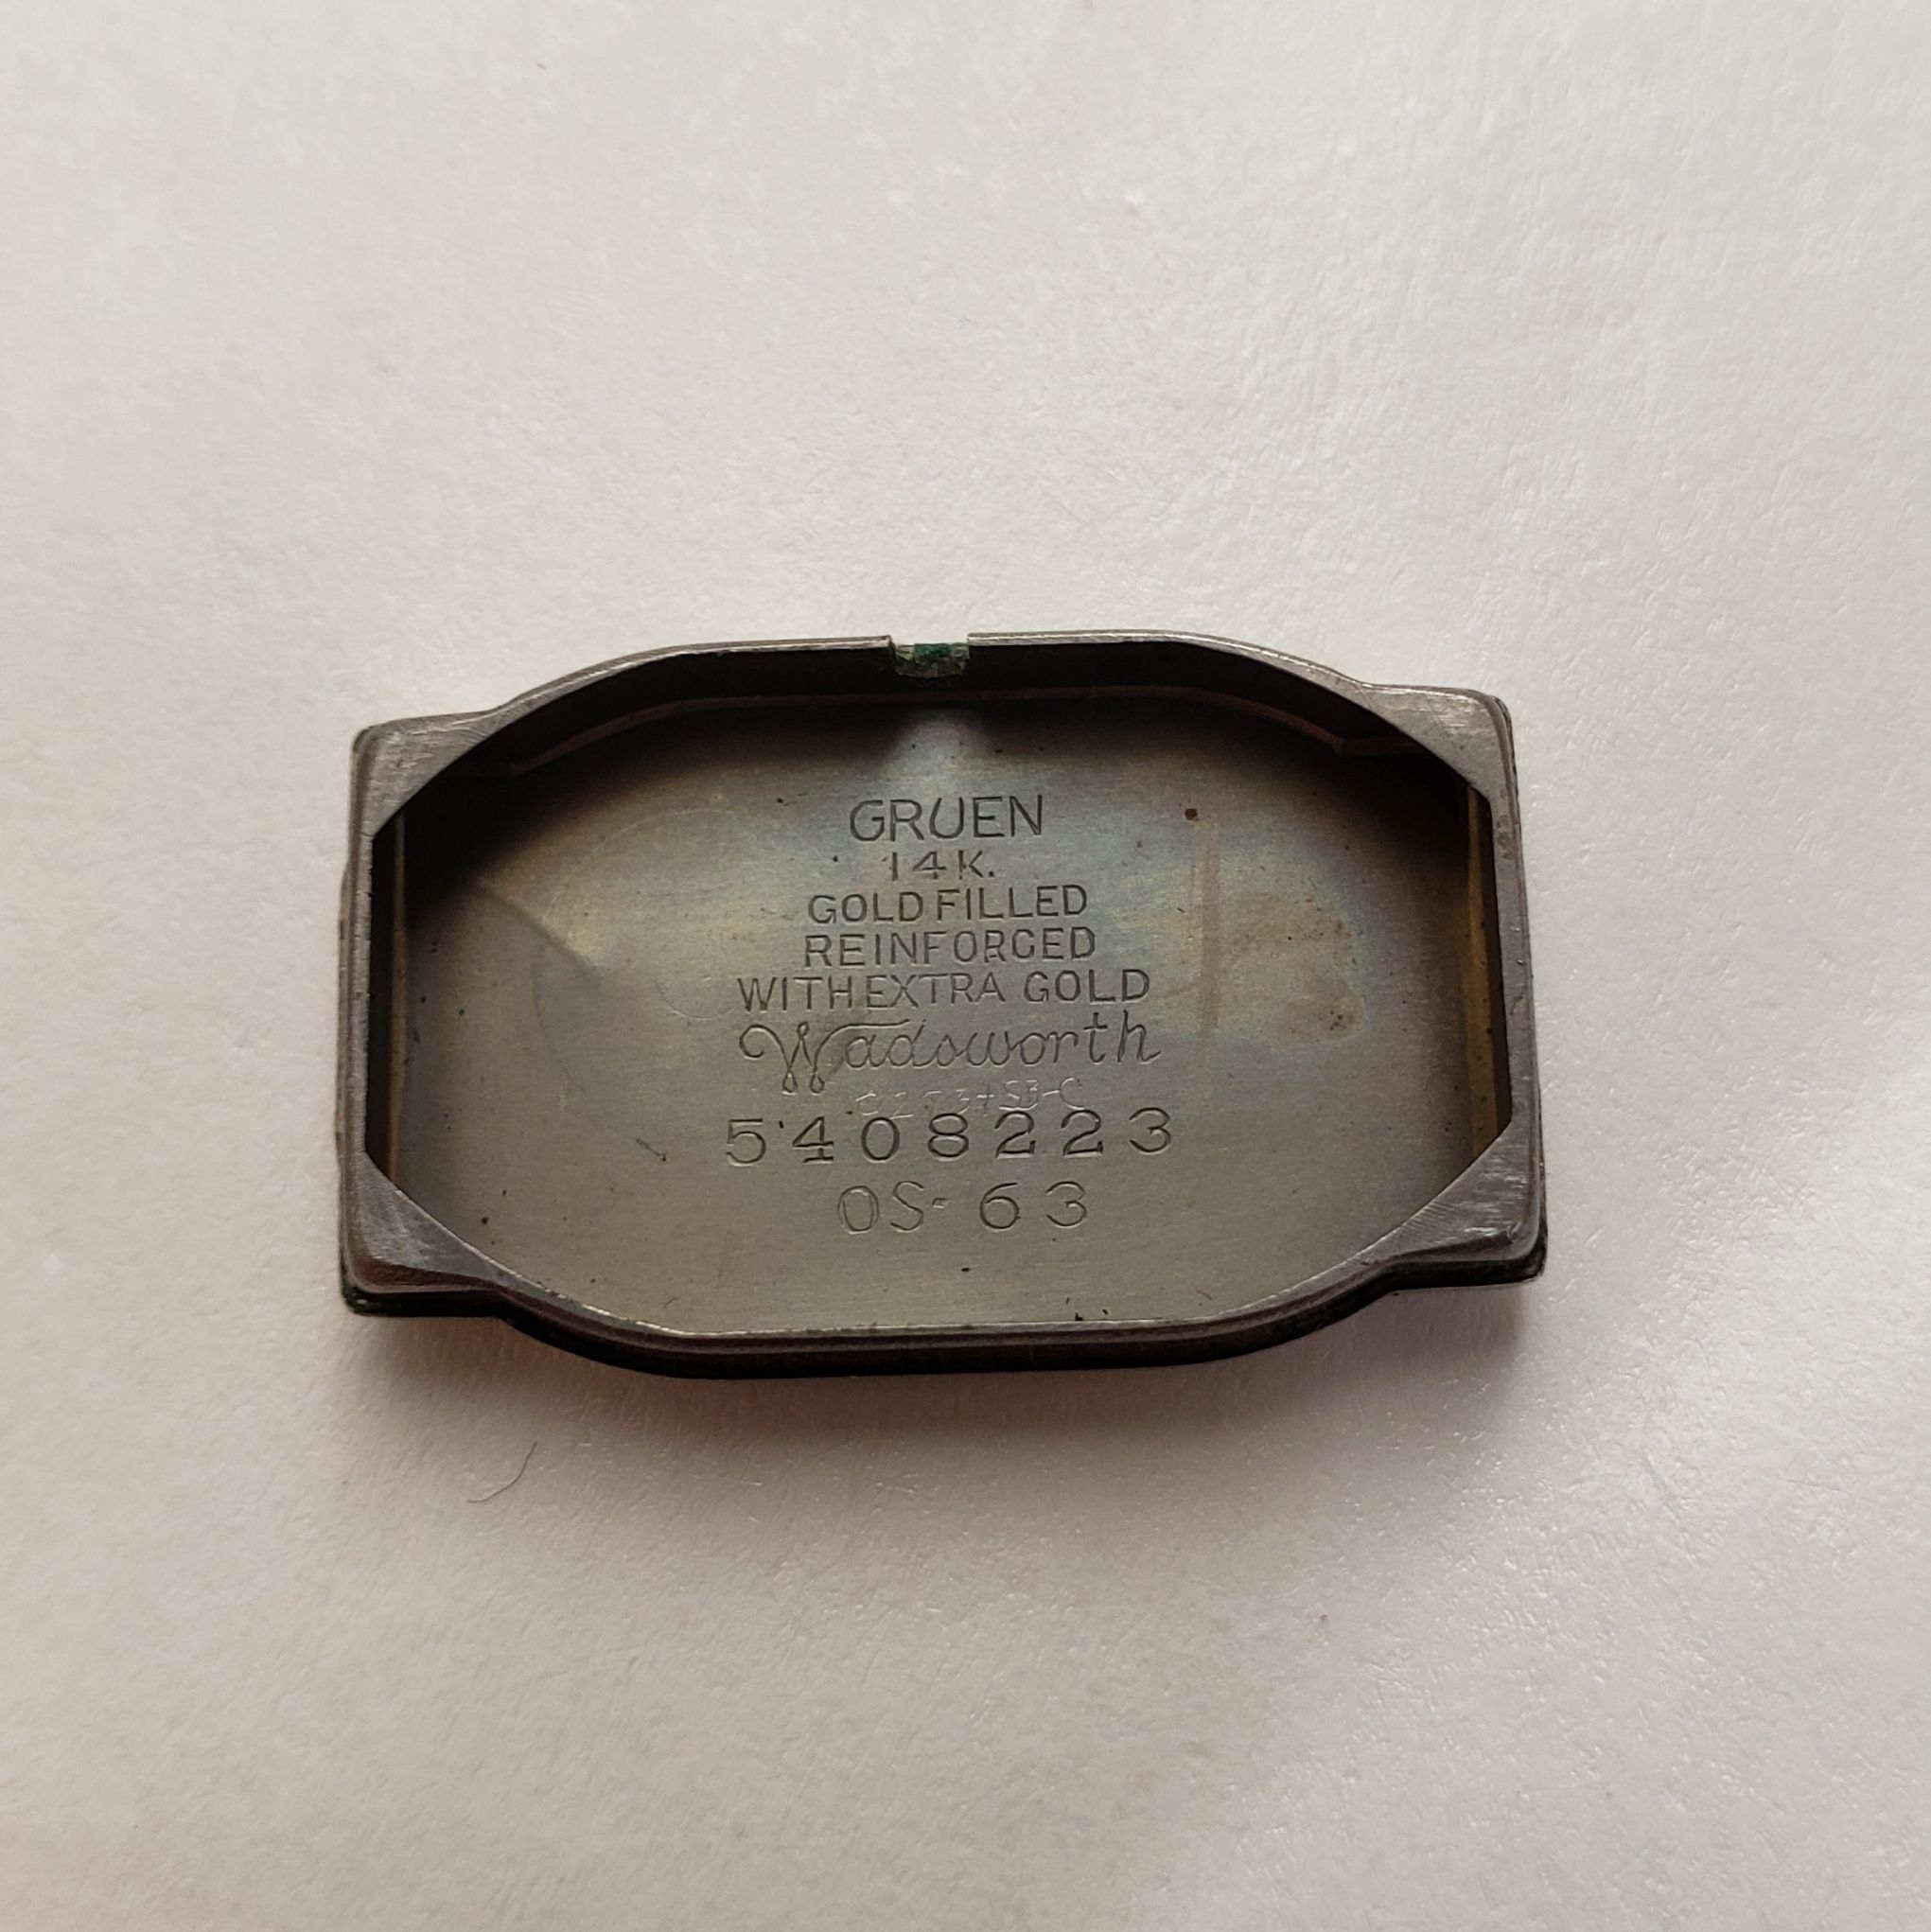 GRUEN
14K.
GOLD FILLED
REINFORCED
WITH EXTRA GOLD
Wadsworth
5408223
OS-63